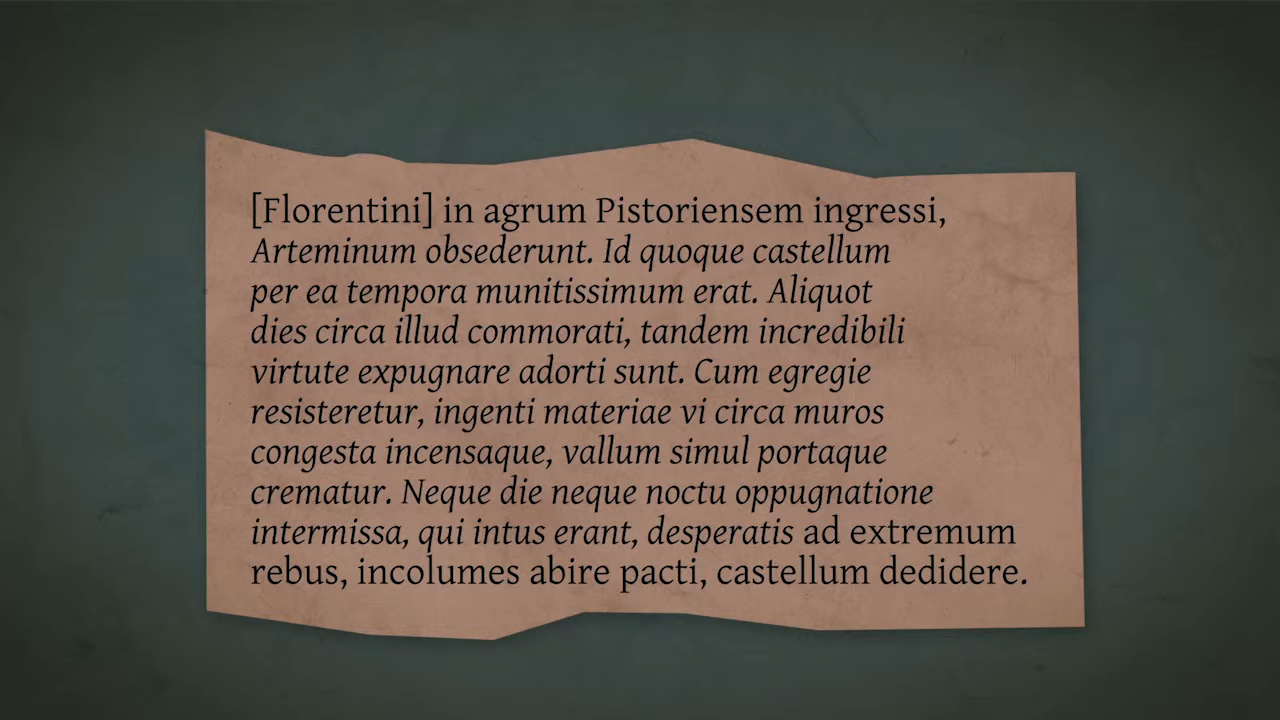 [Florentini] in agrum Pistoriensem ingressi,
Arteminum obsederunt. Id quoque castellum
per ea tempora munitissimum erat. Aliquot
dies circa illud commorati, tandem incredibili
virtute expugnare adorti sunt. Cum egregie
resisteretur, ingenti materiae vi circa muros
congesta incensaque, vallum simul portaque
crematur. Neque die neque noctu oppugnatione
intermissa, qui intus erant, desperatis ad extremum
rebus, incolumes abire pacti, castellum dedidere.